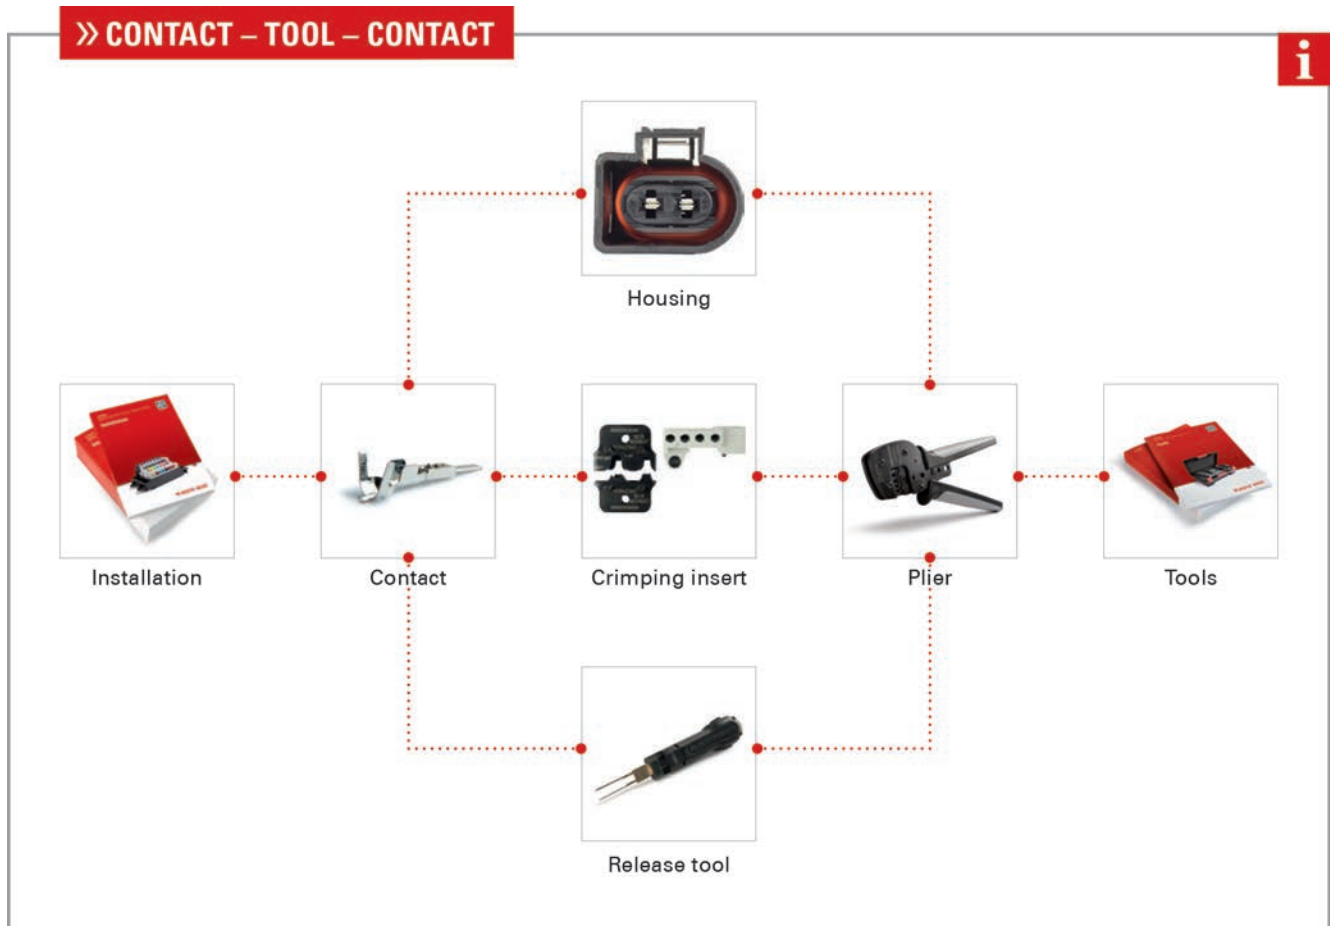 » CONTACT – TOOL – CONTACT
i
Housing
Installation
Contact
Crimping insert
Plier
Tools
Release tool